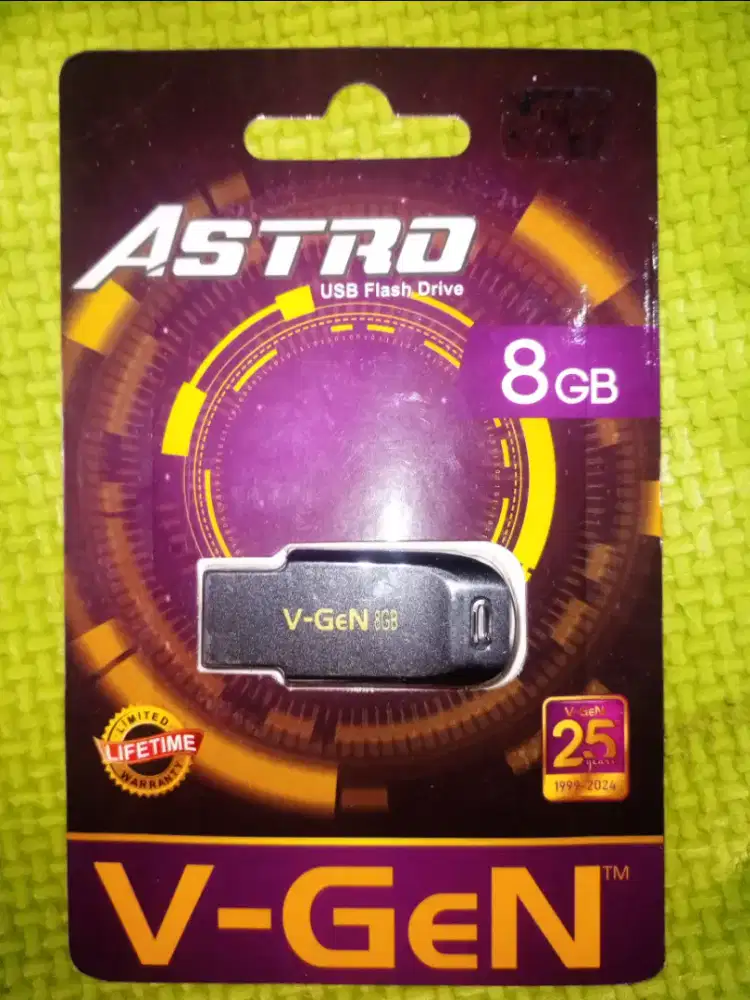 ASTRO
USB Flash Drive
8GB
V-GeN 8GB
LIMITED
LIFETIME
WARRANTY
V-GeN
25
years
1999-2024
V-GeN™